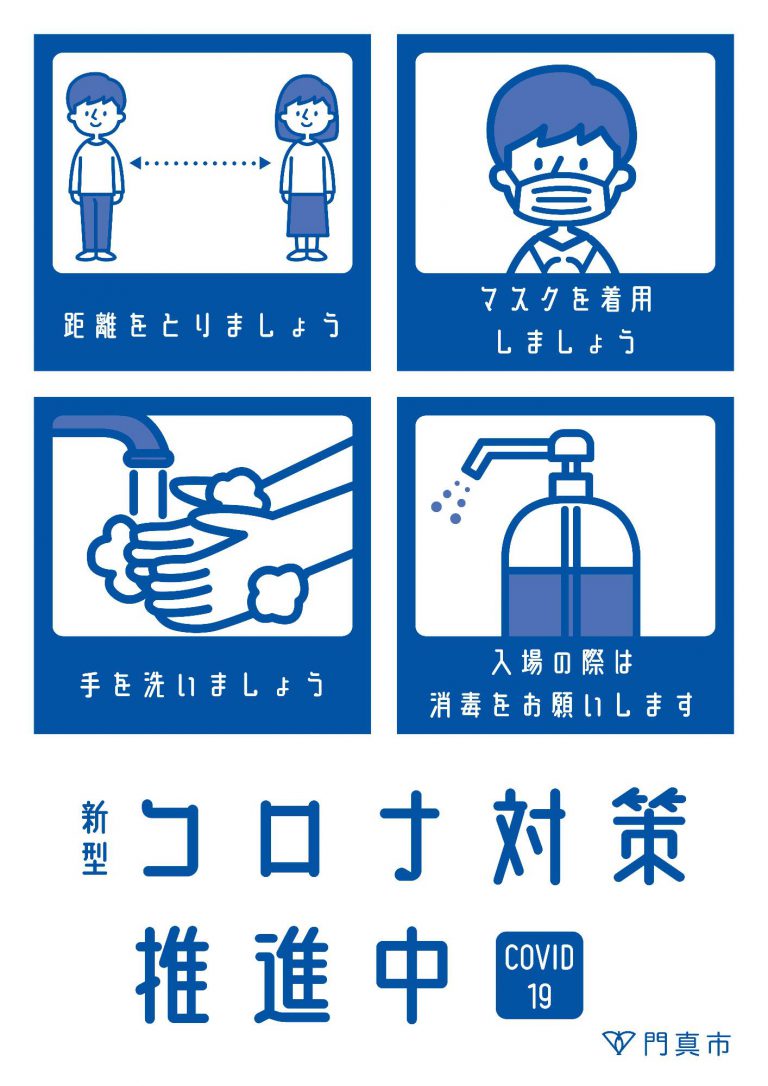 距離をとりましょう
マスクを着用
しましょう
手を洗いましょう
入場の際は
消毒をお願いします
新型
コロナ対策
推進中
COVID
19
門真市